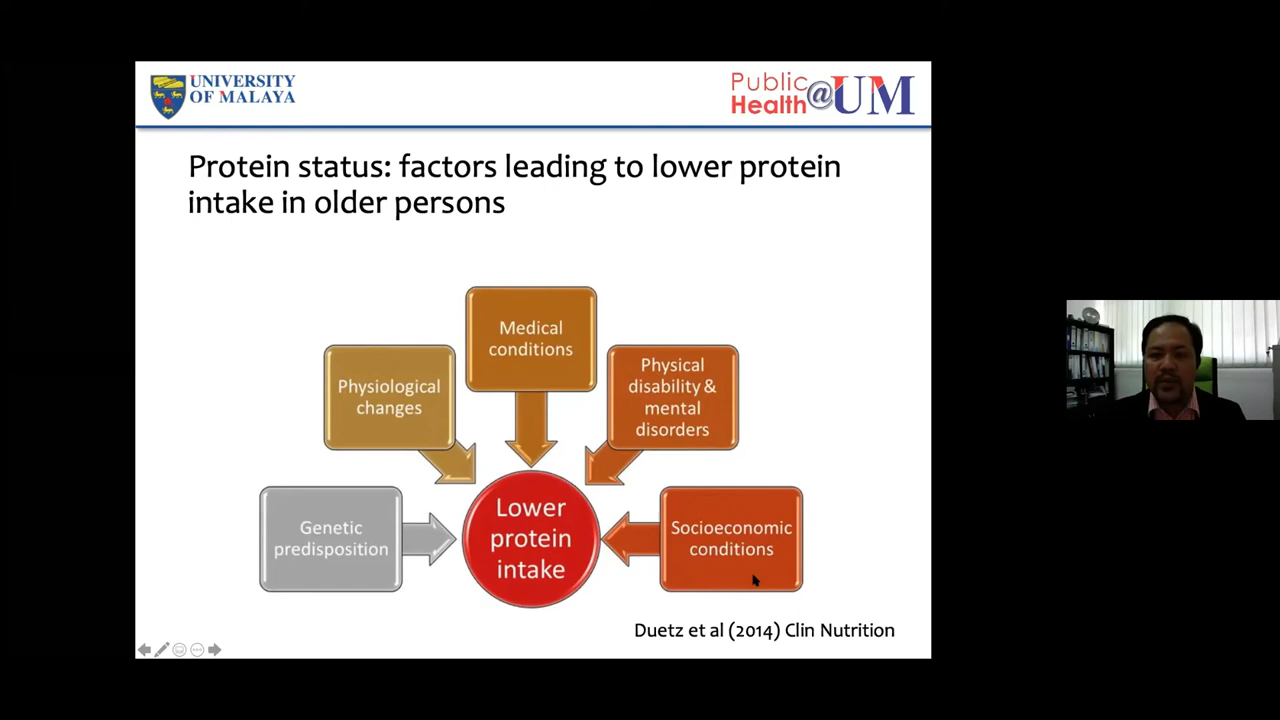 UNIVERSITY
OF MALAYA
Public
Health@UM
Protein status: factors leading to lower protein
intake in older persons
Medical
conditions
Physiological
changes
Physical
disability &
mental
disorders
Genetic
predisposition
Lower
protein
intake
Socioeconomic
conditions
Duetz et al (2014) Clin Nutrition